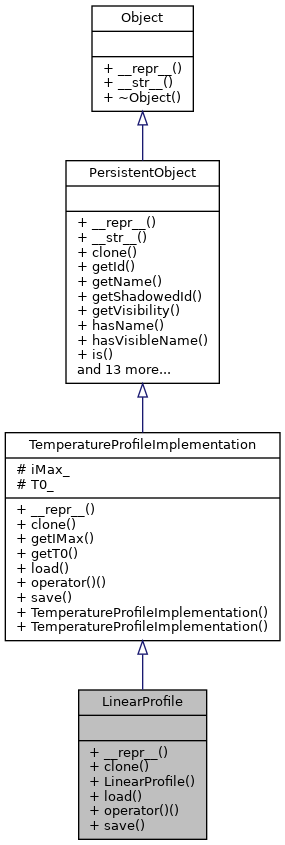 Object
+ __repr__()
+ __str__()
+ ~Object()
PersistentObject
+ __repr__()
+ __str__()
+ clone()
+ getId()
+ getName()
+ getShadowedId()
+ getVisibility()
+ hasName()
+ hasVisibleName()
+ is()
and 13 more...
TemperatureProfileImplementation
# iMax_
# T0_
+ __repr__()
+ clone()
+ getIMax()
+ getT0()
+ load()
+ operator()()
+ save()
+ TemperatureProfileImplementation()
+ TemperatureProfileImplementation()
LinearProfile
+ __repr__()
+ clone()
+ LinearProfile()
+ load()
+ operator()()
+ save()